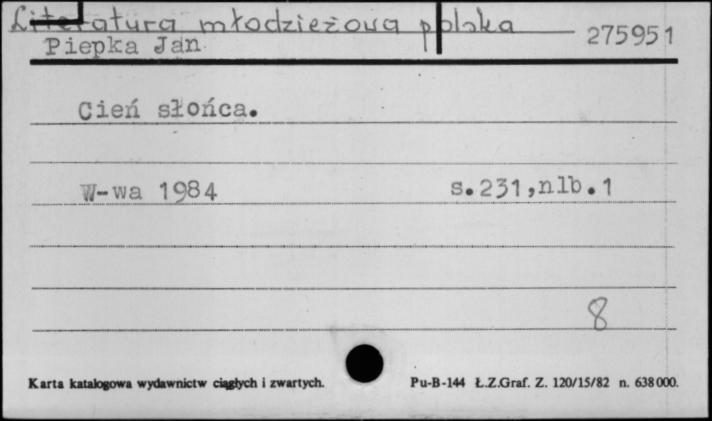 Literatura młodzieżowa polska
Piepka Jan 275951
Cień słońca.
W-wa 1984 s.231,nlb.1
8
Karta katalogowa wydawnictw ciągłych i zwartych. Pu-B-144 Ł.Z.Graf. Z. 120/15/82 n. 638000.